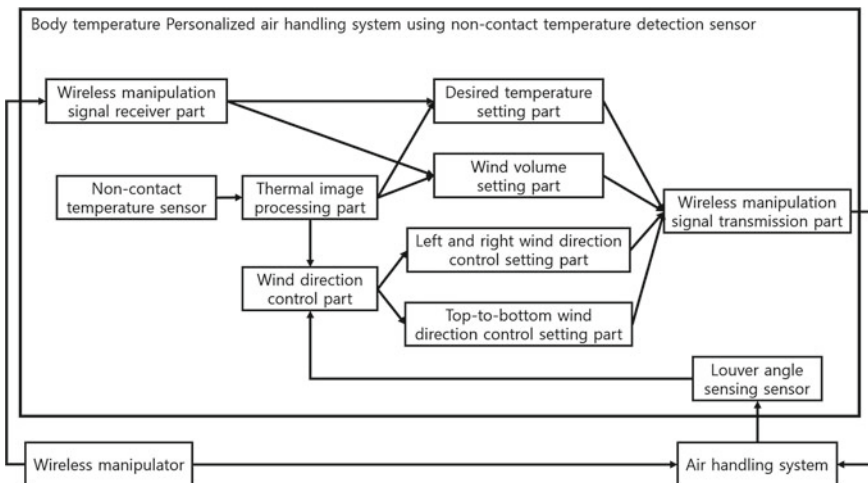 Body temperature Personalized air handling system using non-contact temperature detection sensor
Wireless manipulation
signal receiver part
Desired temperature
setting part
Non-contact
temperature sensor
Thermal image
processing part
Wind volume
setting part
Wireless manipulation
signal transmission part
Left and right wind direction
control setting part
Wind direction
control part
Top-to-bottom wind
direction control setting part
Louver angle
sensing sensor
Wireless manipulator
Air handling system